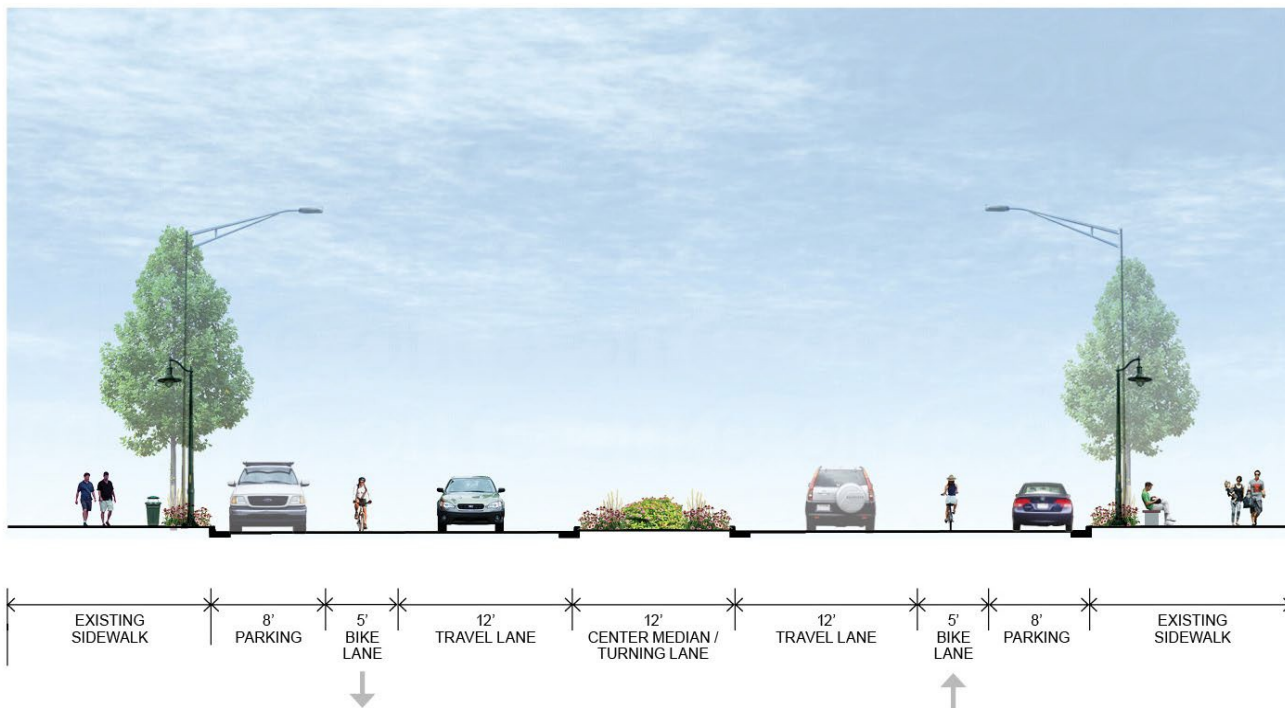 EXISTING
SIDEWALK
8'
PARKING
5'
BIKE
LANE
12'
TRAVEL LANE
12'
CENTER MEDIAN /
TURNING LANE
12'
TRAVEL LANE
5'
BIKE
LANE
8'
PARKING
EXISTING
SIDEWALK